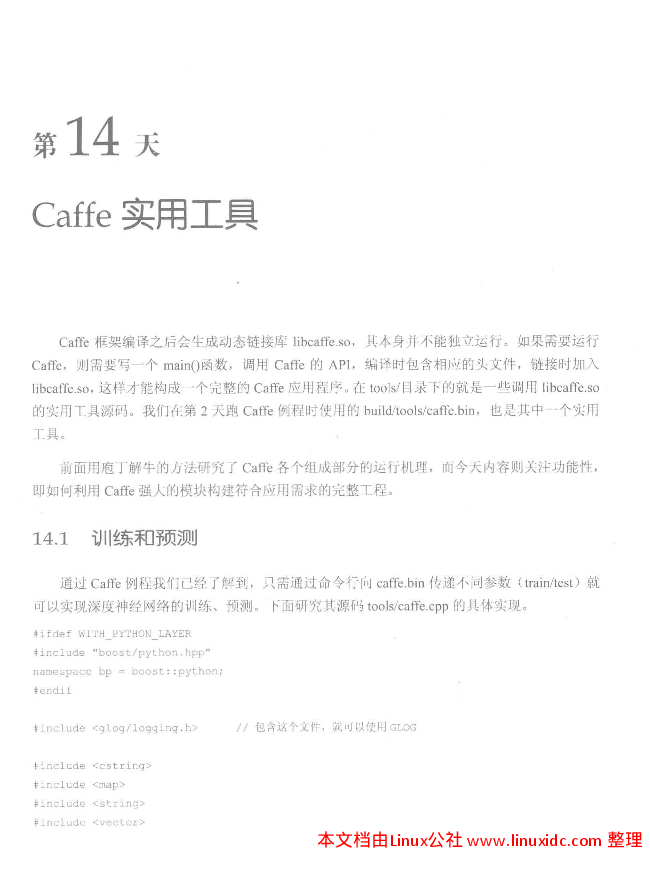 第14天
Caffe 实用工具
Caffe 框架编译之后会生成动态链接库 libcaffe.so，其本身并不能独立运行。如果需要运行
Caffe，则需要写一个 main()函数，调用 Caffe 的 API，编译时包含相应的头文件，链接时加入
libcaffe.so，这样才能构成一个完整的 Caffe 应用程序。在 tools/目录下的就是一些调用 libcaffe.so
的实用工具源码。我们在第 2 天跑 Caffe 例程时使用的 build/tools/caffe.bin，也是其中一个实用
工具。
前面用庖丁解牛的方法研究了 Caffe 各个组成部分的运行机理，而今天内容则关注功能性，
即如何利用 Caffe 强大的模块构建符合应用需求的完整工程。
14.1 训练和预测
通过 Caffe 例程我们已经了解到，只需通过命令行向 caffe.bin 传递不同参数（train/test）就
可以实现深度神经网络的训练、预测。下面研究其源码 tools/caffe.cpp 的具体实现。
#ifdef WITH_PYTHON_LAYER
#include "boost/python.hpp"
namespace bp = boost::python;
#endif
#include <glog/logging.h> // 包含这个文件，就可以使用 GLOG
#include <cstring>
#include <map>
#include <string>
#include <vector>
本文档由Linux公社 www.linuxidc.com 整理